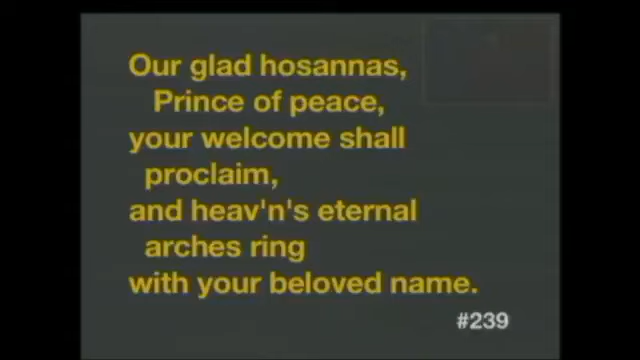 Our glad hosannas,
Prince of peace,
your welcome shall
proclaim,
and heav'n's eternal
arches ring
with your beloved name.
#239